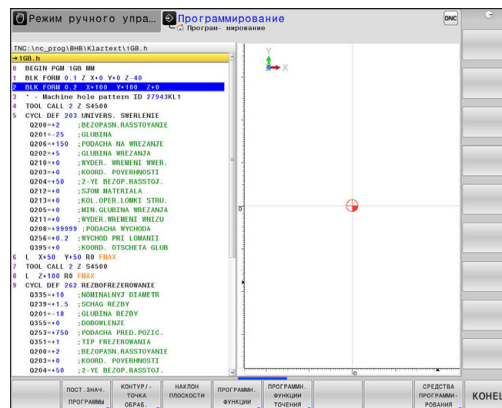 Режим ручного упра…
Программирование
Програм- мирование
DNC
TNC:\nc_prog\BHB\Klartext\1GB.h
→1GB.h
0 BEGIN PGM 1GB MM
1 BLK FORM 0.1 Z X+0 Y+0 Z-40
2 BLK FORM 0.2 X+100 Y+100 Z+0
3 * - Machine hole pattern ID 27943KL1
4 TOOL CALL 2 Z S4500
5 CYCL DEF 203 UNIVERS. SWERLENIE
Q200=+2 ;BEZOPASN.RASSTOYANIE
Q201=-25 ;GLUBINA
Q206=+150 ;PODACHA NA WREZANJE
Q202=+5 ;GLUBINA WREZANJA
Q210=+0 ;WYDER. WREMENI WWER.
Q203=+0 ;KOORD. POVERHNOSTI
Q204=+50 ;2-YE BEZOP.RASSTOJ.
Q212=+0 ;SJOM MATERIALA
Q213=+0 ;KOL.OPER.LOMKI STRU.
Q205=+0 ;MIN.GLUBINA WREZANJA
Q211=+0 ;WYDER.WREMENI WNIZU
Q208=+99999 ;PODACHA WYCHODA
Q256=+0.2 ;WYCHOD PRI LOMANII
Q395=+0 ;KOORD. OTSCHETA GLUB
6 L X+50 Y+50 R0 FMAX
7 TOOL CALL 2 Z S4500
8 L Z+100 R0 FMAX
9 CYCL DEF 262 REZBOFREZEROWANIE
Q335=+10 ;NOMINALNYJ DIAMETR
Q239=+1.5 ;SCHAG REZBY
Q201=-18 ;GLUBINA REZBY
Q355=+0 ;DOBOWLENJE
Q253=+750 ;PODACHA PRED.POZIC.
Q351=+1 ;TIP FREZEROWANIA
Q200=+2 ;BEZOPASN.RASSTOYANIE
Q203=+0 ;KOORD. POVERHNOSTI
Q204=+50 ;2-YE BEZOP.RASSTOJ.
Y
X
0
0
ПОСТ.ЗНАЧ. ПРОГРАММЫ
КОНТУР/- ТОЧКА ОБРАБ.
НАКЛОН ПЛОСКОСТИ
ПРОГРАММН. ФУНКЦИИ
ПРОГРАММН. ФУНКЦИИ ТОЧЕНИЯ
СРЕДСТВА ПРОГРАММИ- РОВАНИЯ
КОНЕЦ